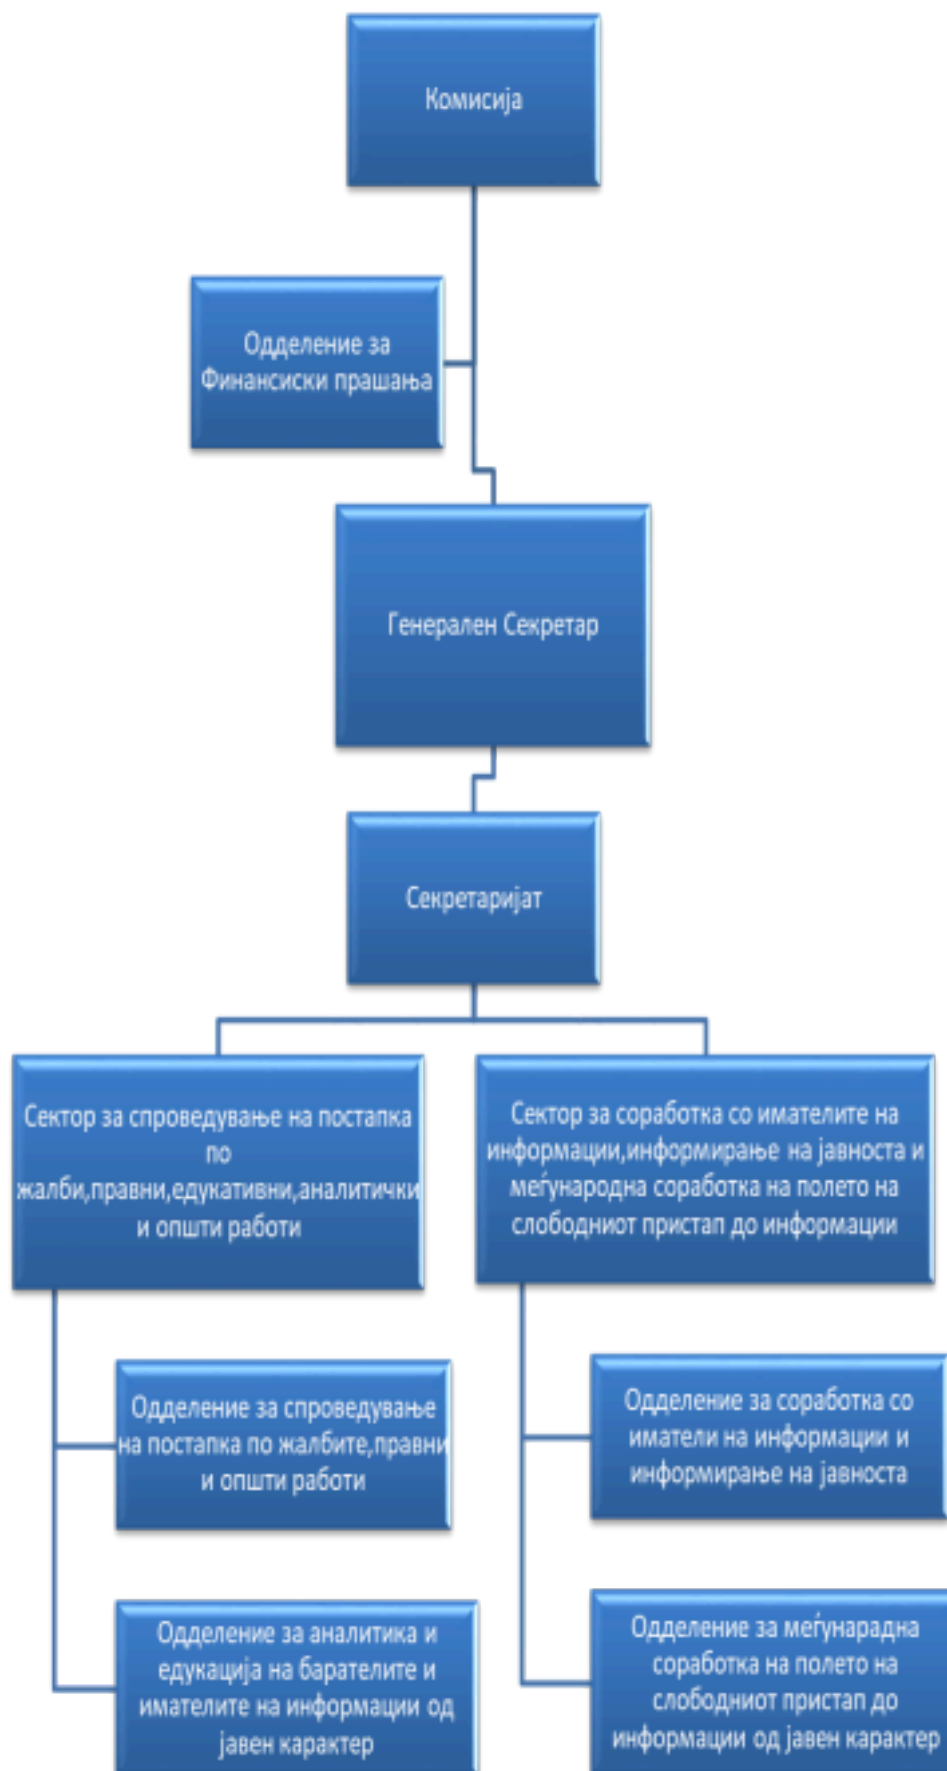 Комисија
Одделение за
Финансиски прашања
Генерален Секретар
Секретаријат
Сектор за спроведување на постапка
по
жалби,правни,едукативни,аналитички
и општи работи
Сектор за соработка со имателите на
информации,информирање на јавноста и
меѓународна соработка на полето на
слободниот пристап до информации
Одделение за спроведување
на постапка по жалбите,правни
и општи работи
Одделение за соработка со
иматели на информации и
информирање на јавноста
Одделение за аналитика и
едукација на барателите и
имателите на информации од
јавен карактер
Одделение за меѓунарадна
соработка на полето на
слободниот пристап до
информации од јавен карактер